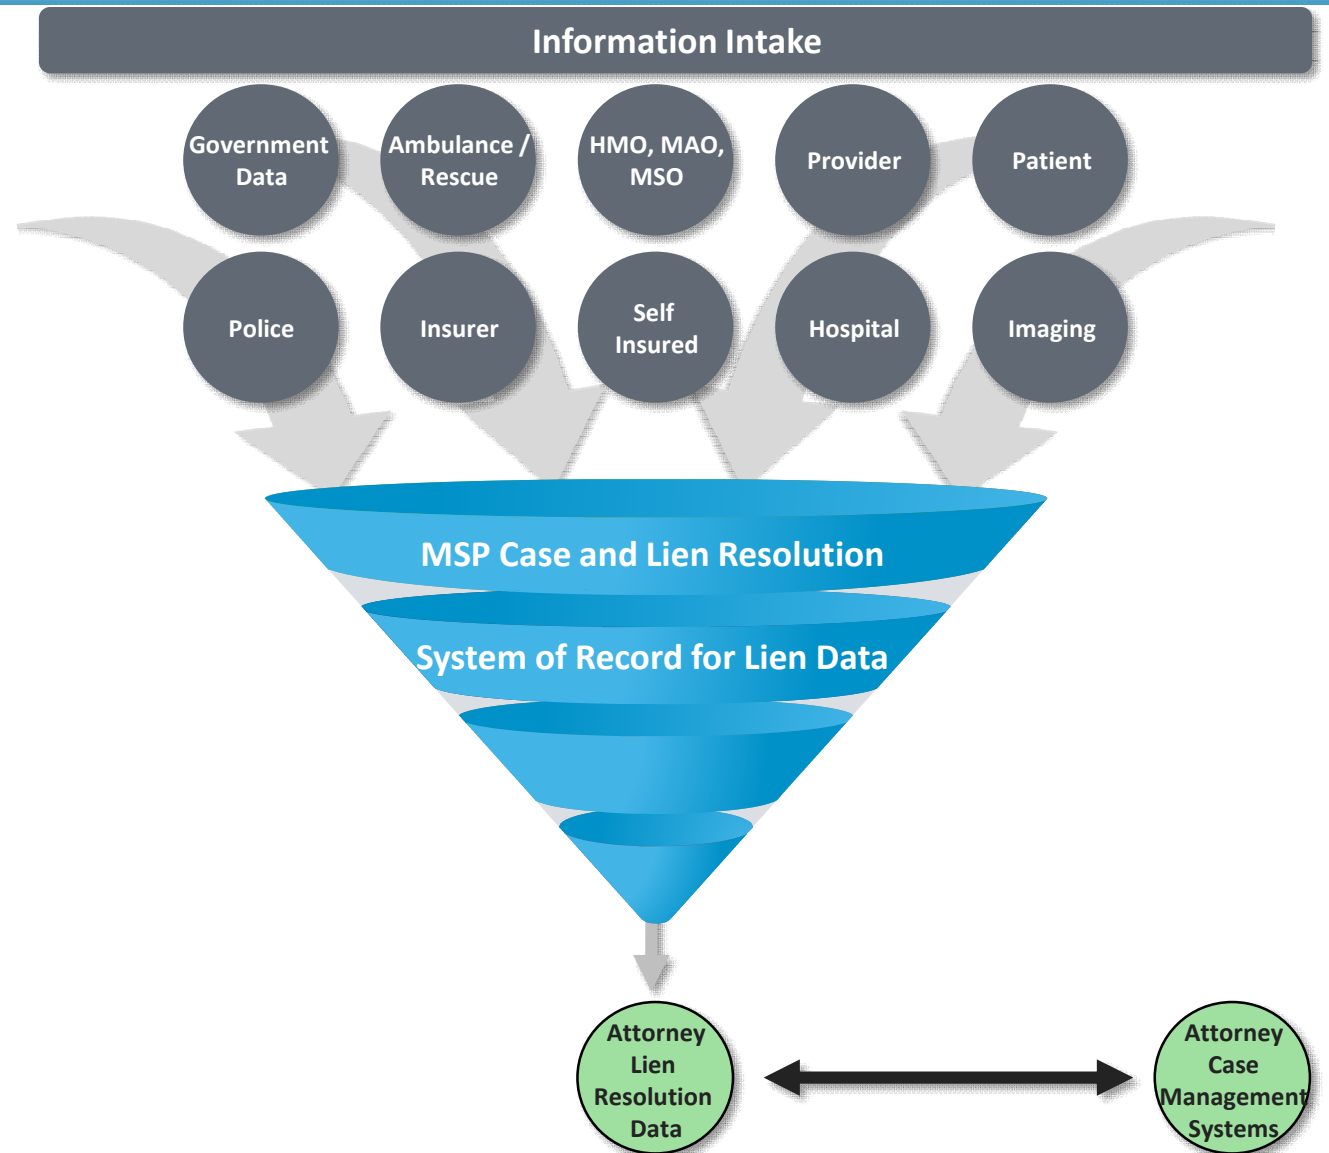 Information Intake
Government
Data
Ambulance /
Rescue
HMO, MAO,
MSO
Provider
Patient
Police
Insurer
Self
Insured
Hospital
Imaging
MSP Case and Lien Resolution
System of Record for Lien Data
Attorney
Lien
Resolution
Data
Attorney
Case
Management
Systems